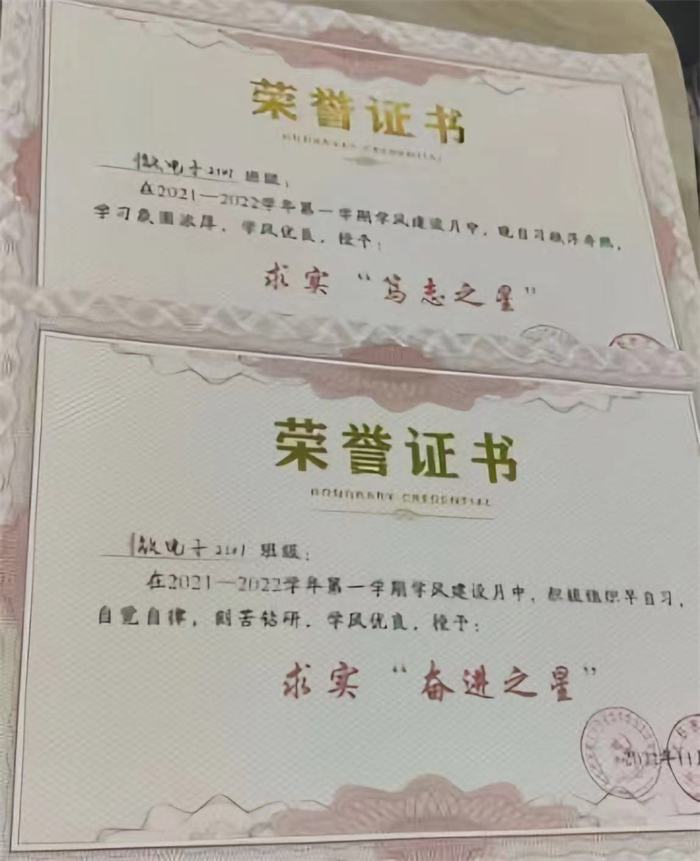 荣誉证书
HONORARY CREDENTIAL
微电子2101 班级：
在2021—2022学年第一学期学风建设月中，晚自习秩序井然，
学习氛围浓厚，学风优良，授予：
求实“笃志之星”
荣誉证书
HONORARY CREDENTIAL
微电子2101 班级：
在2021—2022学年第一学期学风建设月中，积极组织早自习，
自觉自律，刻苦钻研，学风优良，授予：
求实“奋进之星”